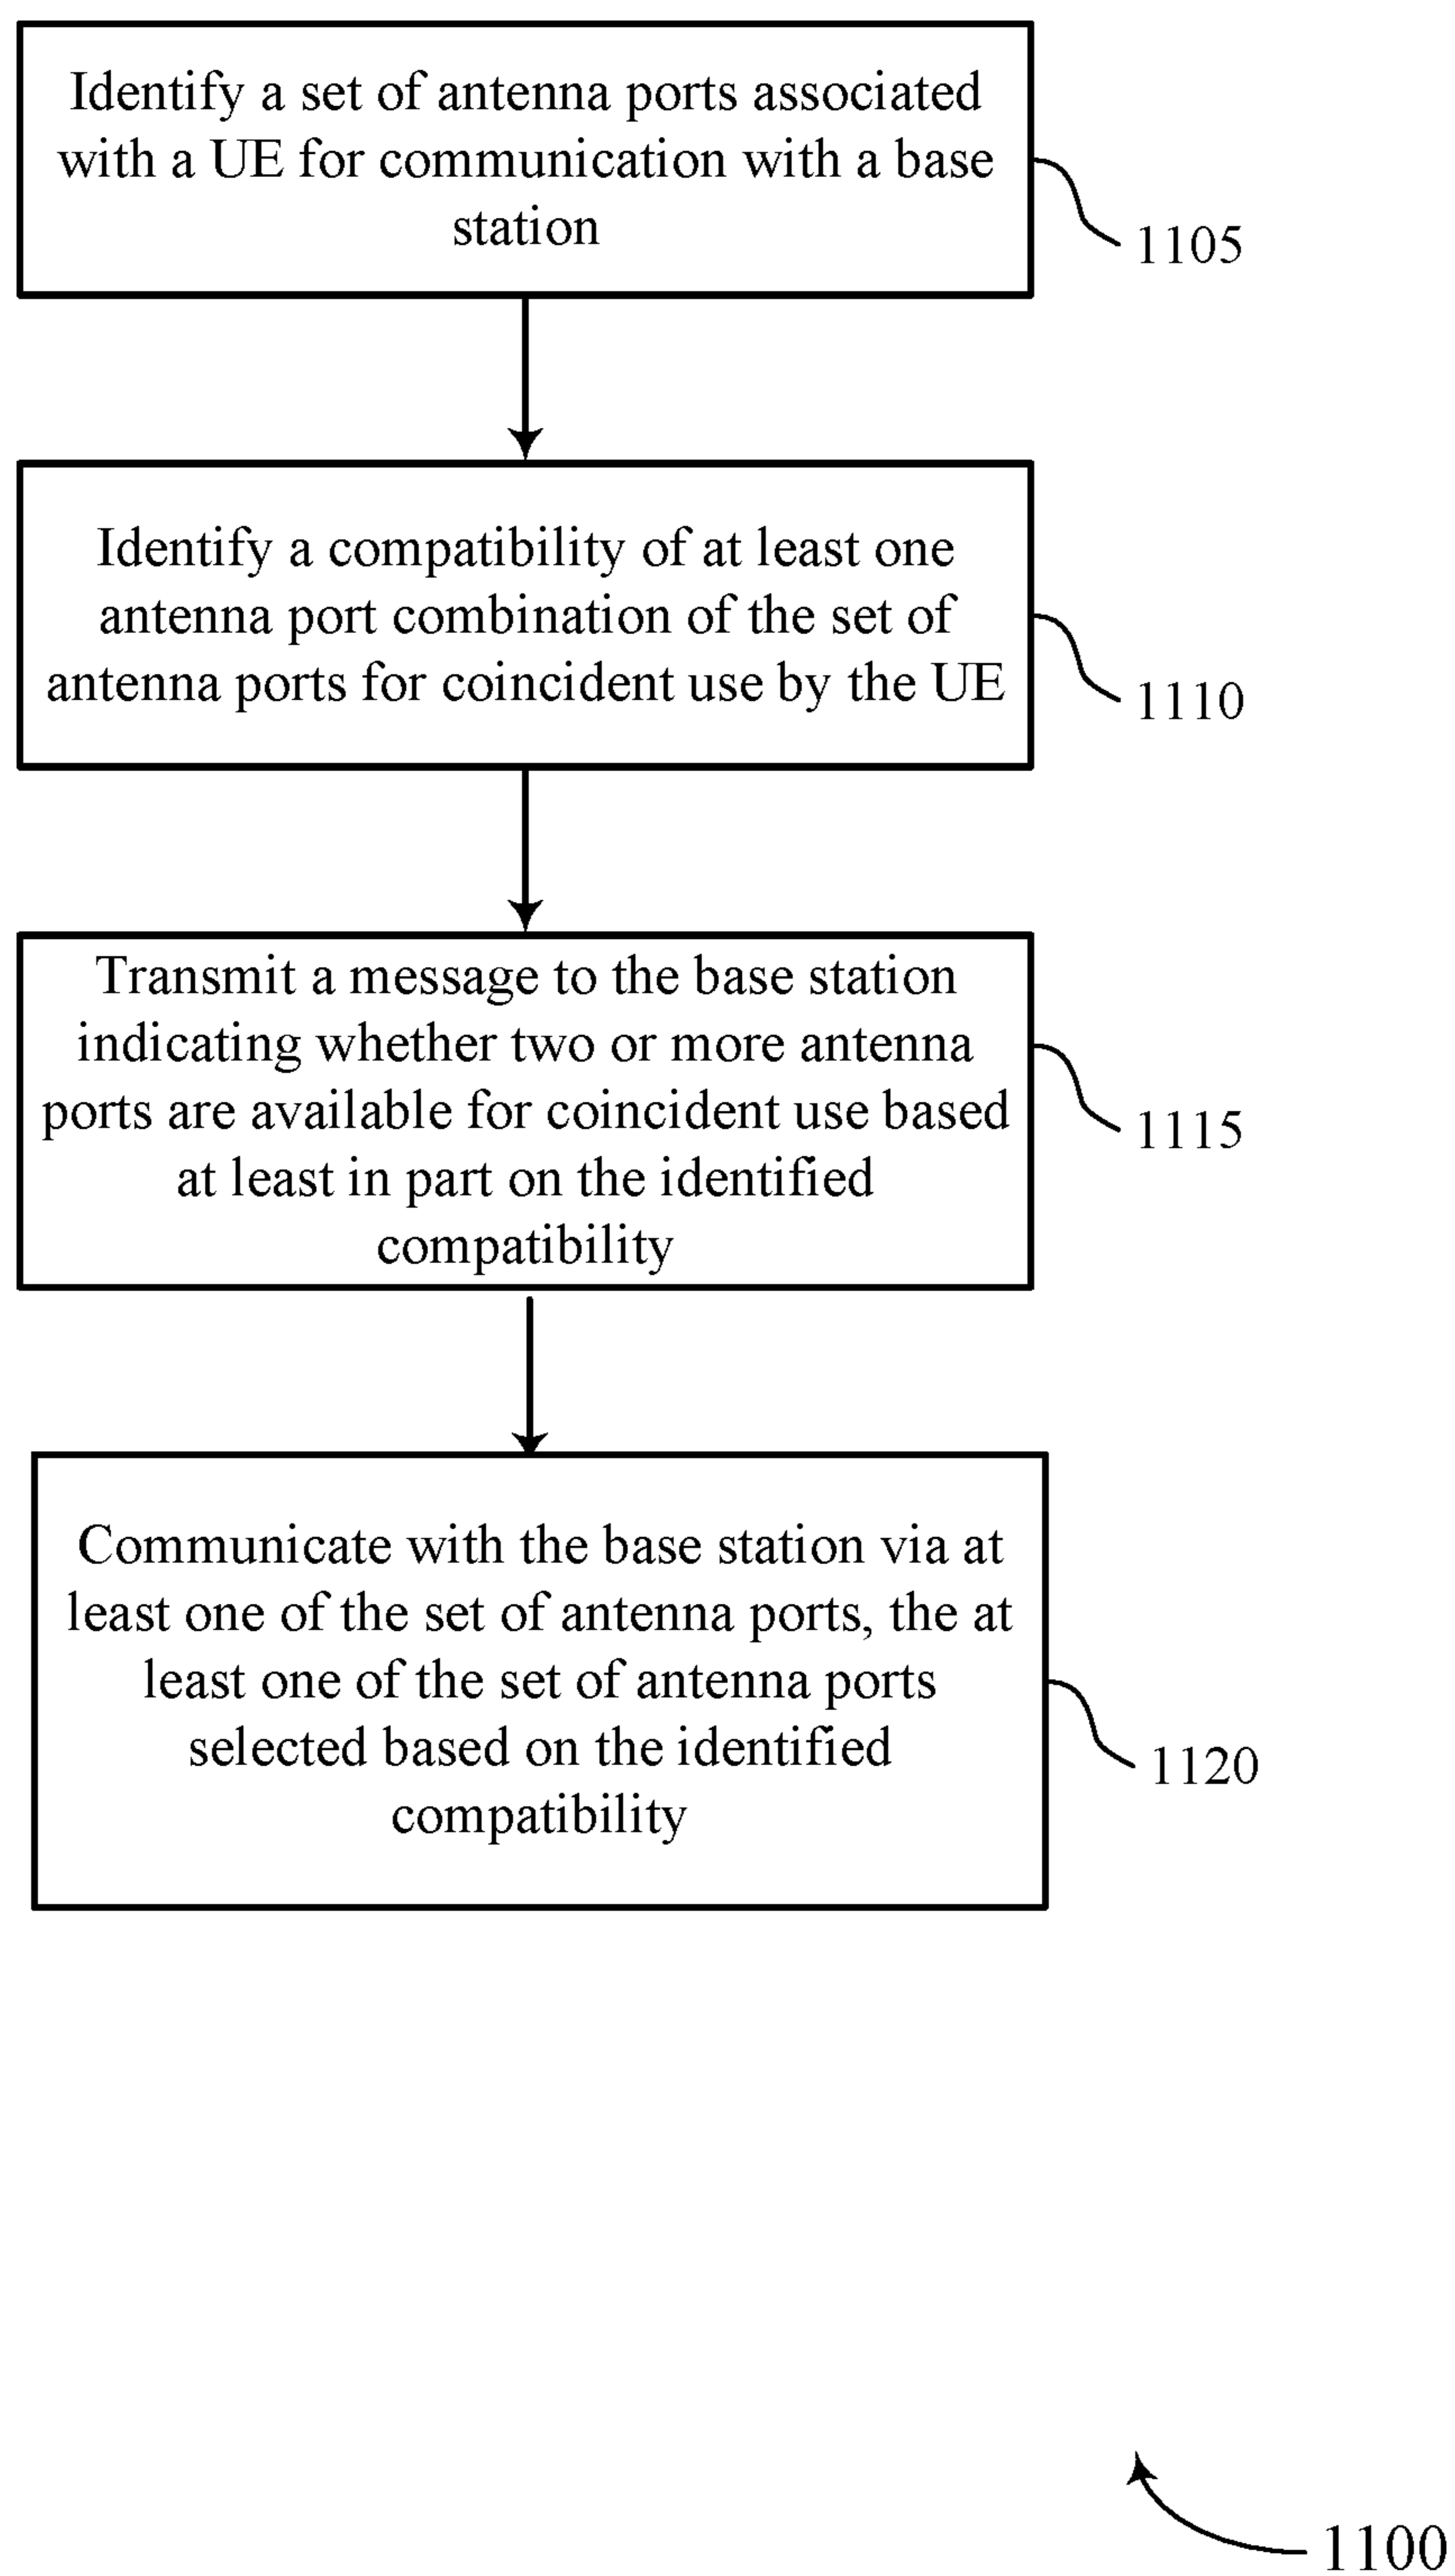 Identify a set of antenna ports associated
with a UE for communication with a base
station
1105
Identify a compatibility of at least one
antenna port combination of the set of
antenna ports for coincident use by the UE
1110
Transmit a message to the base station
indicating whether two or more antenna
ports are available for coincident use based
at least in part on the identified
compatibility
1115
Communicate with the base station via at
least one of the set of antenna ports, the at
least one of the set of antenna ports
selected based on the identified
compatibility
1120
1100